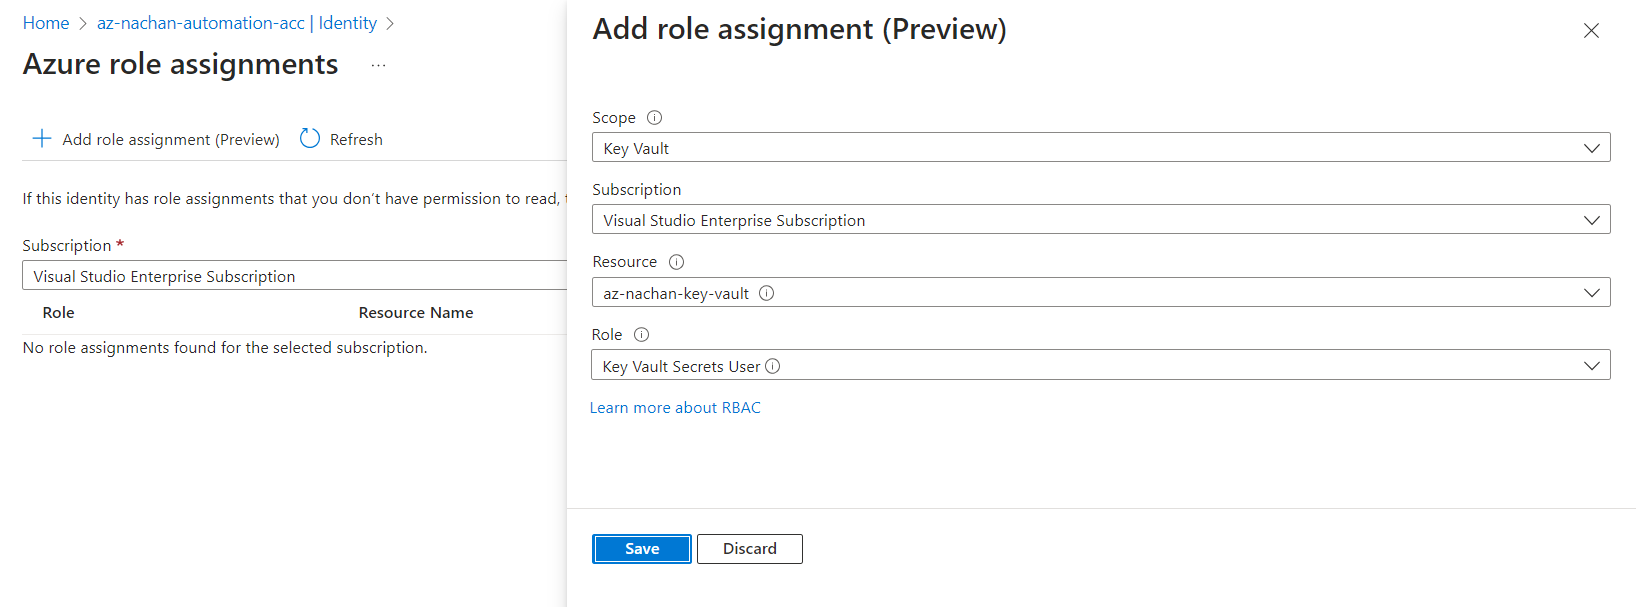 Home > az-nachan-automation-acc | Identity >
Azure role assignments ...
Add role assignment (Preview) Refresh
If this identity has role assignments that you don't have permission to read,
Subscription *
Visual Studio Enterprise Subscription
Role Resource Name
No role assignments found for the selected subscription.
Add role assignment (Preview)
Scope
Key Vault
Subscription
Visual Studio Enterprise Subscription
Resource
az-nachan-key-vault
Role
Key Vault Secrets User
Learn more about RBAC
Save Discard